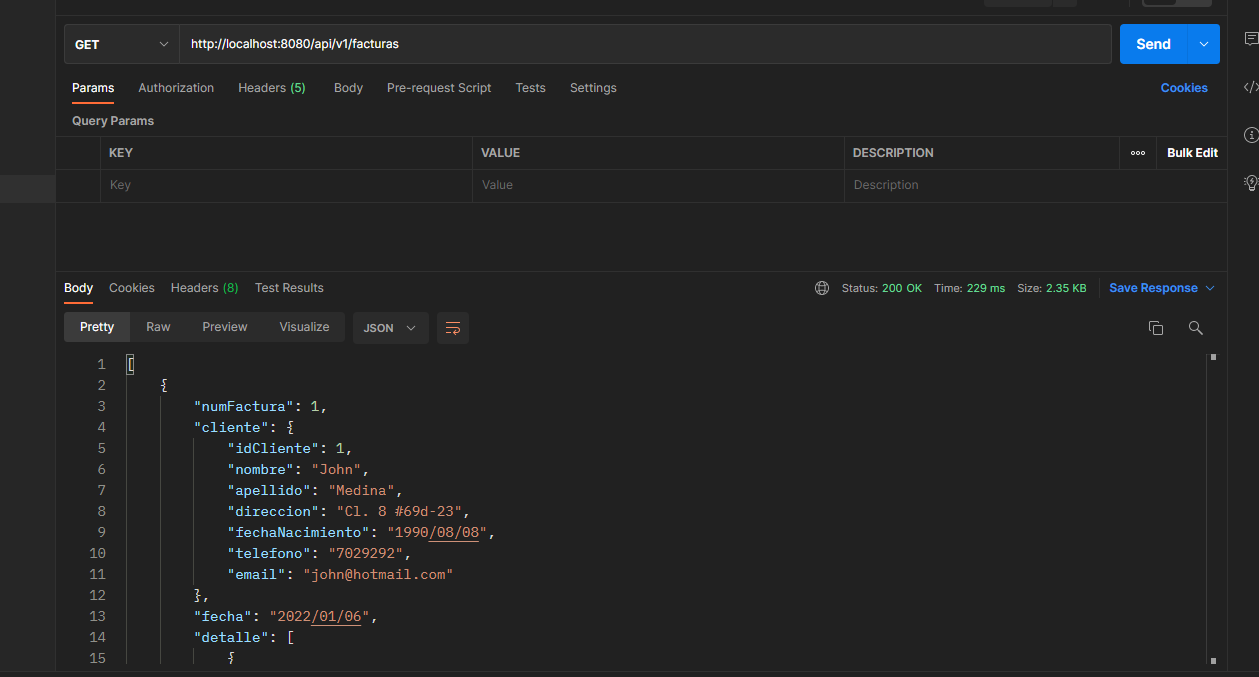 GET http://localhost:8080/api/v1/facturas Send
Params Authorization Headers (5) Body Pre-request Script Tests Settings Cookies
Query Params
KEY VALUE DESCRIPTION ooo Bulk Edit
Key Value Description
Body Cookies Headers (8) Test Results Status: 200 OK Time: 229 ms Size: 2.35 KB Save Response
Pretty Raw Preview Visualize JSON
1 [
2 {
3 "numFactura": 1,
4 "cliente": {
5 "idCliente": 1,
6 "nombre": "John",
7 "apellido": "Medina",
8 "direccion": "Cl. 8 #69d-23",
9 "fechaNacimiento": "1990/08/08",
10 "telefono": "7029292",
11 "email": "john@hotmail.com"
12 },
13 "fecha": "2022/01/06",
14 "detalle": [
15 {